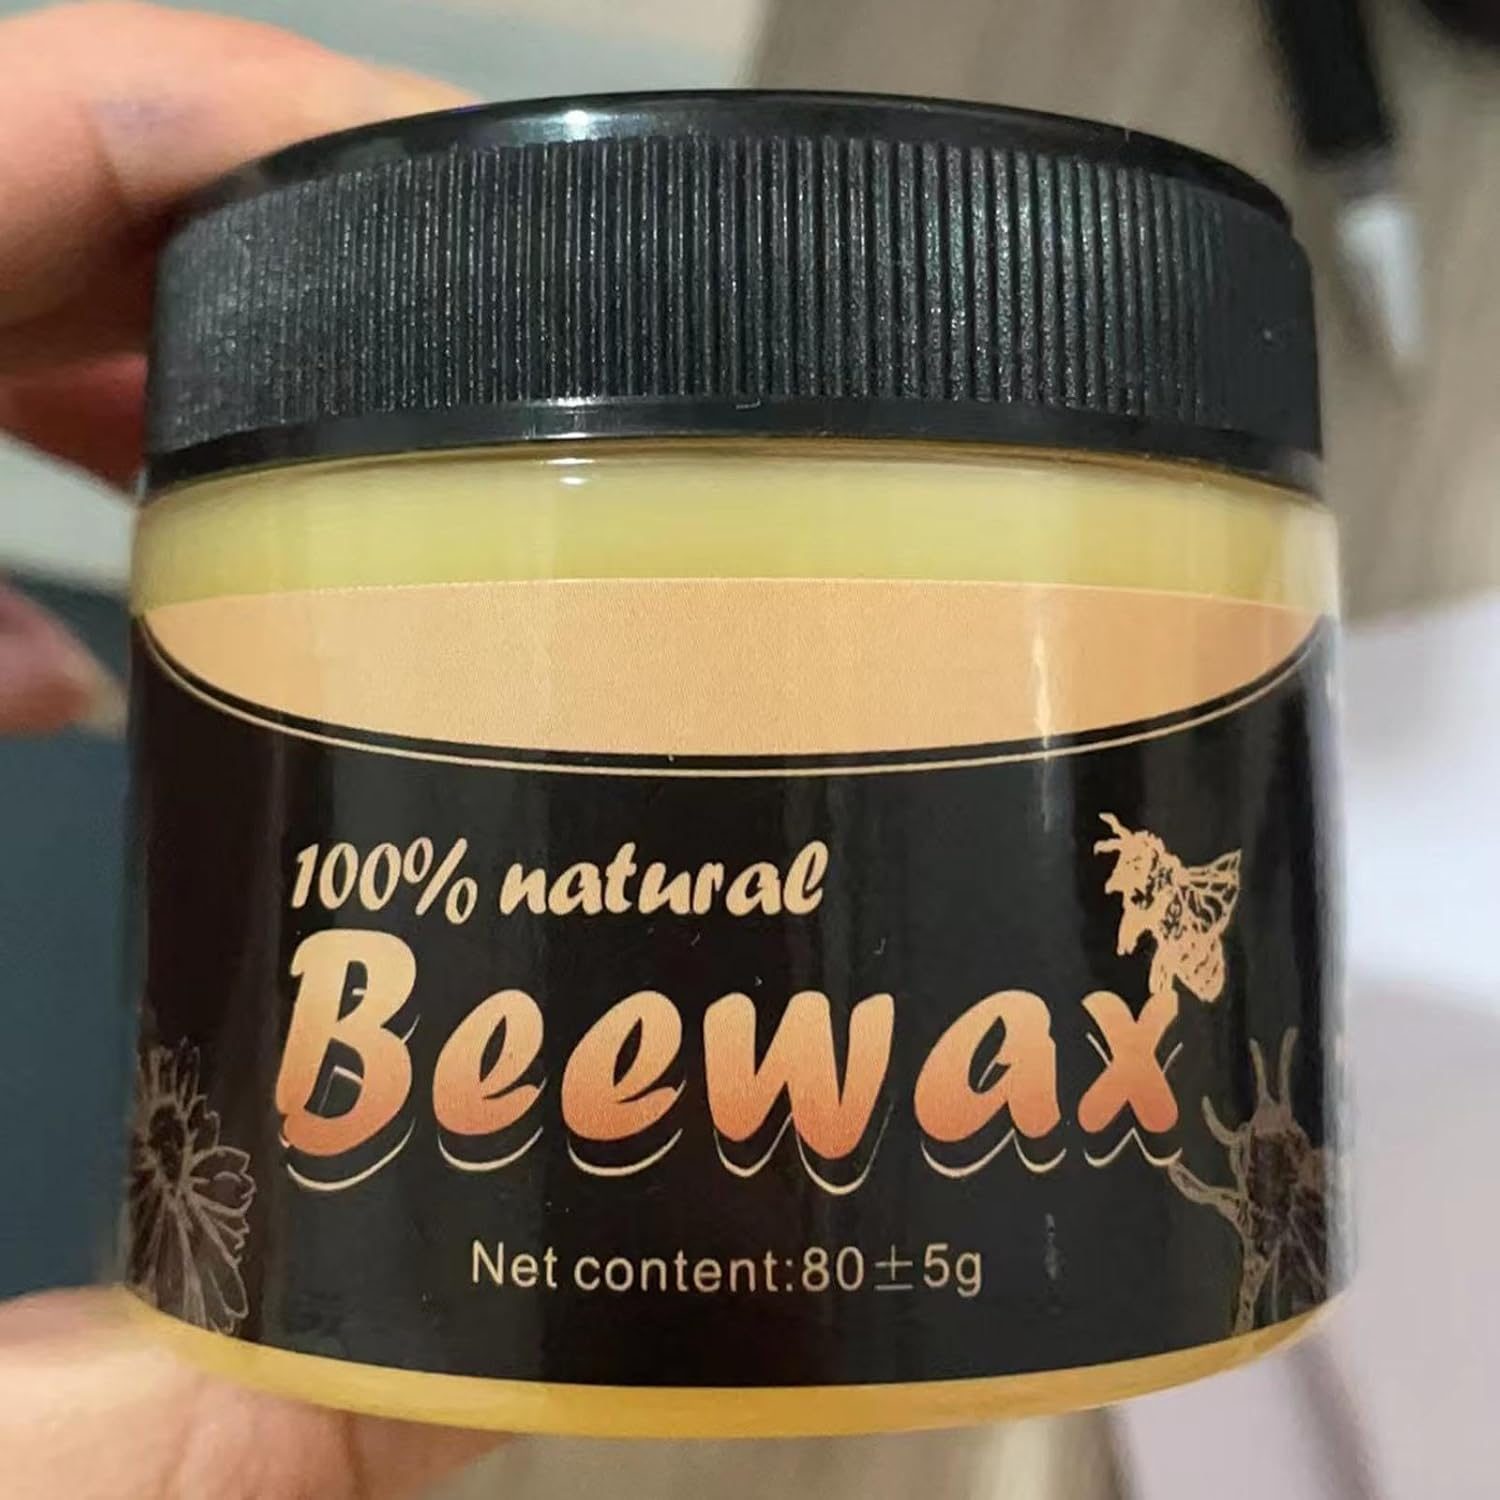 100% natural
Beewax
Net content:80±5g